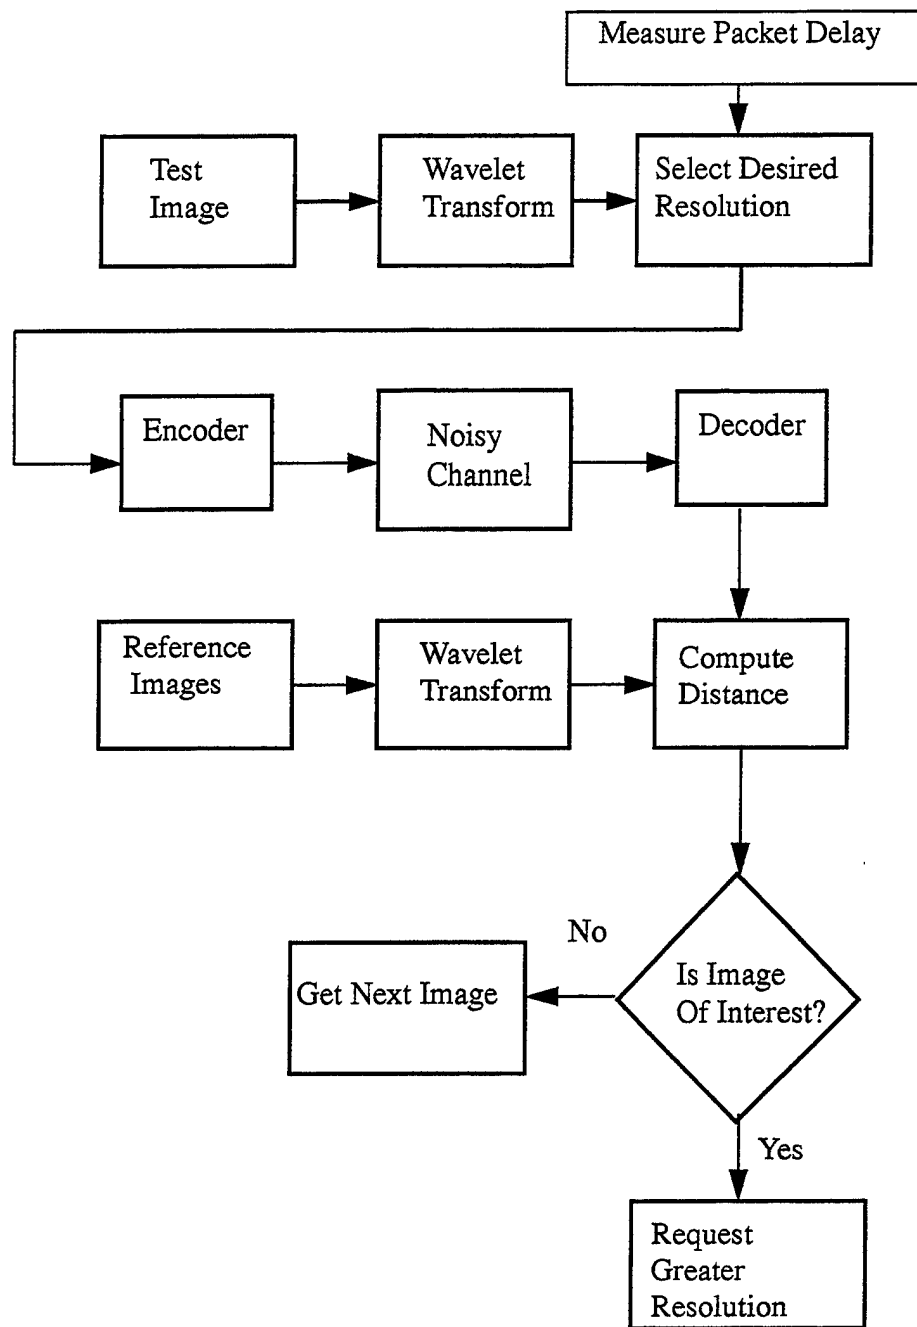 Measure Packet Delay
Test
Image
Wavelet
Transform
Select Desired
Resolution
Encoder
Noisy
Channel
Decoder
Reference
Images
Wavelet
Transform
Compute
Distance
No
Get Next Image
Is Image
Of Interest?
Yes
Request
Greater
Resolution